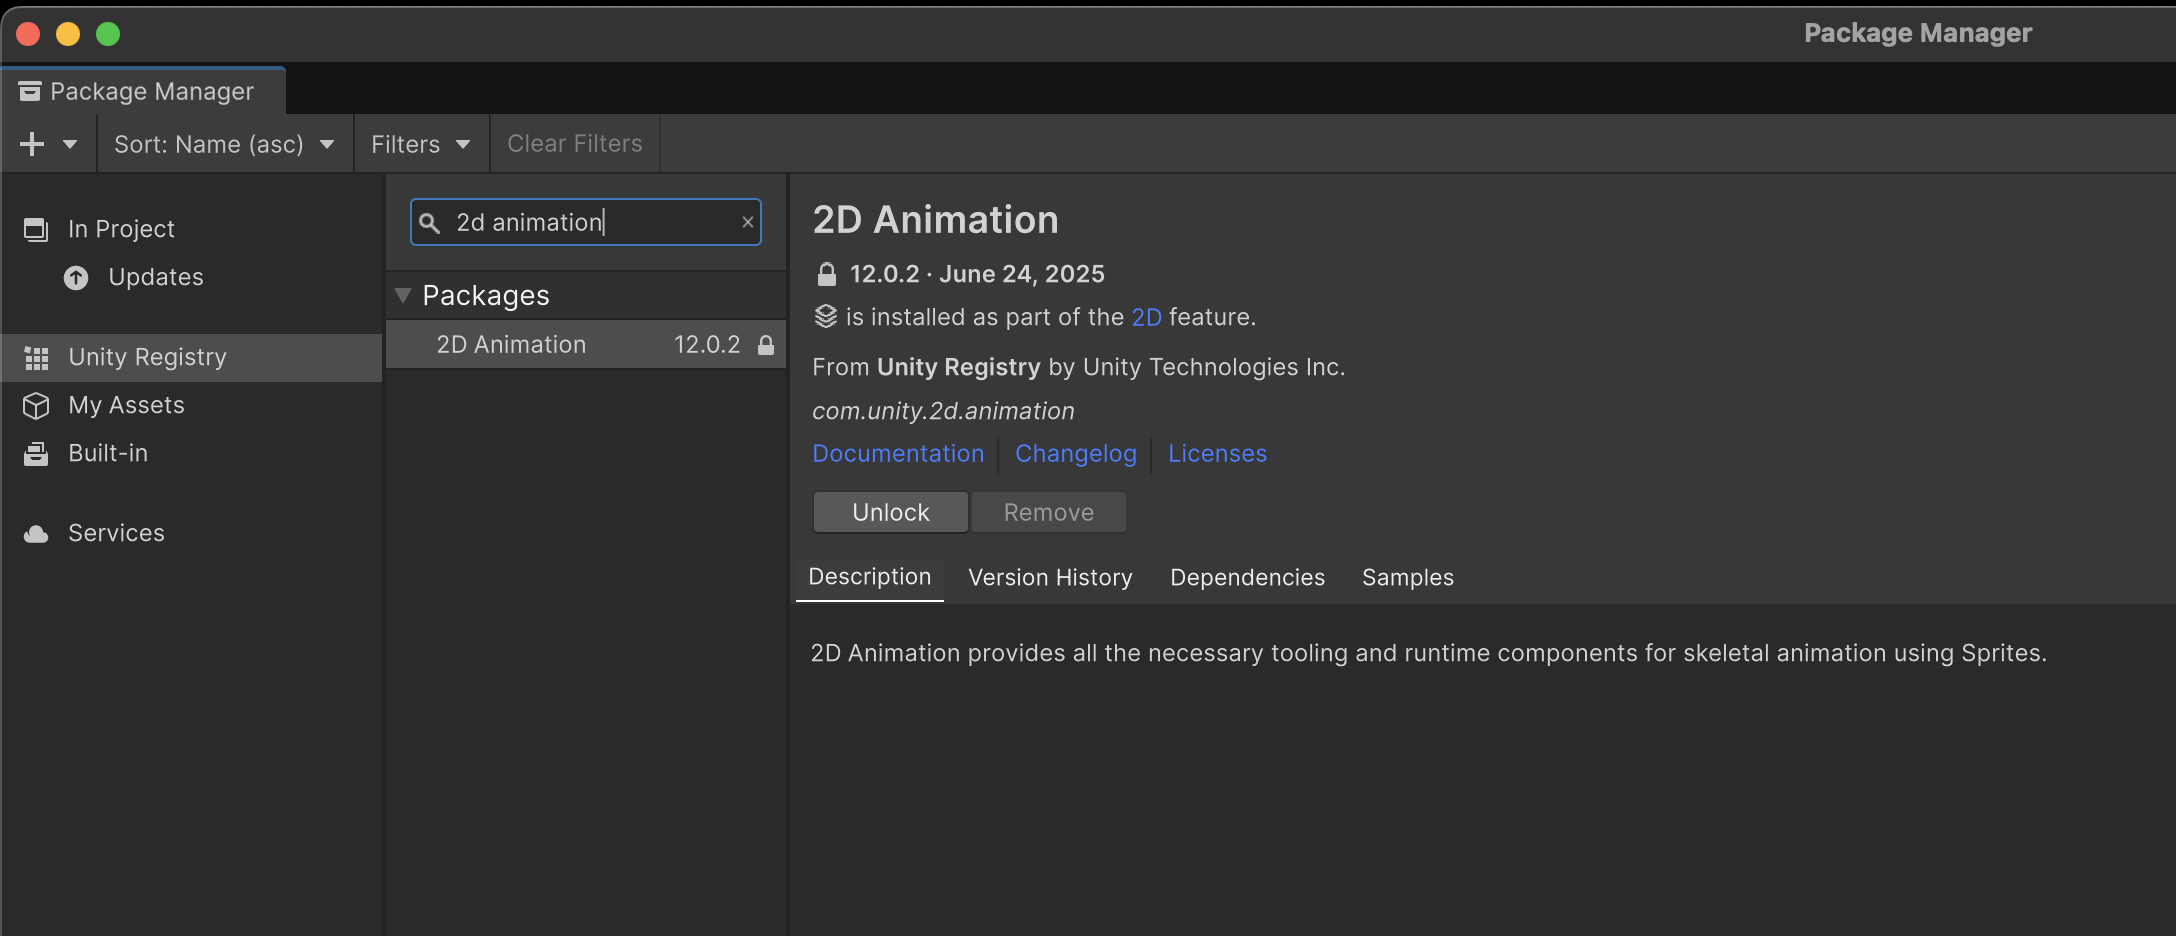 Package Manager
Package Manager
Sort: Name (asc)
Filters
Clear Filters
In Project
Updates
Unity Registry
My Assets
Built-in
Services
2d animation
Packages
2D Animation 12.0.2
2D Animation
12.0.2 · June 24, 2025
is installed as part of the 2D feature.
From Unity Registry by Unity Technologies Inc.
com.unity.2d.animation
Documentation Changelog Licenses
Unlock Remove
Description Version History Dependencies Samples
2D Animation provides all the necessary tooling and runtime components for skeletal animation using Sprites.